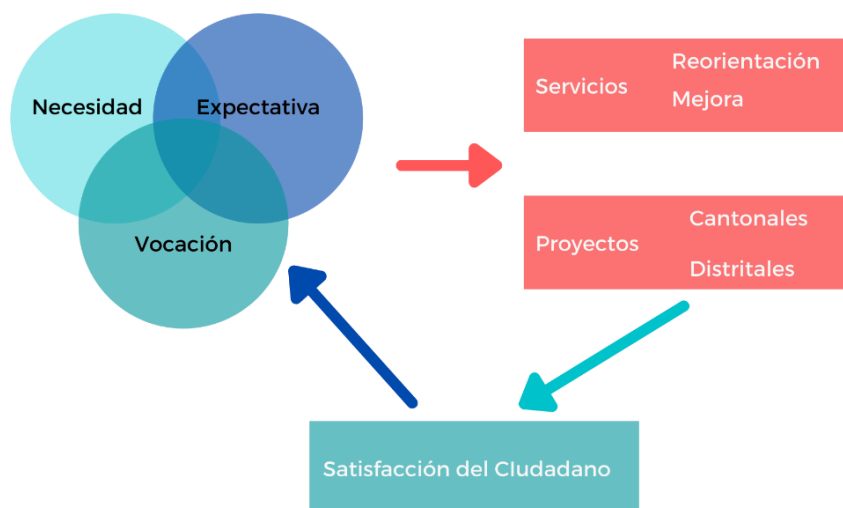 Necesidad
Expectativa
Vocación
Servicios
Reorientación
Mejora
Proyectos
Cantonales
Distritales
Satisfacción del CIudadano